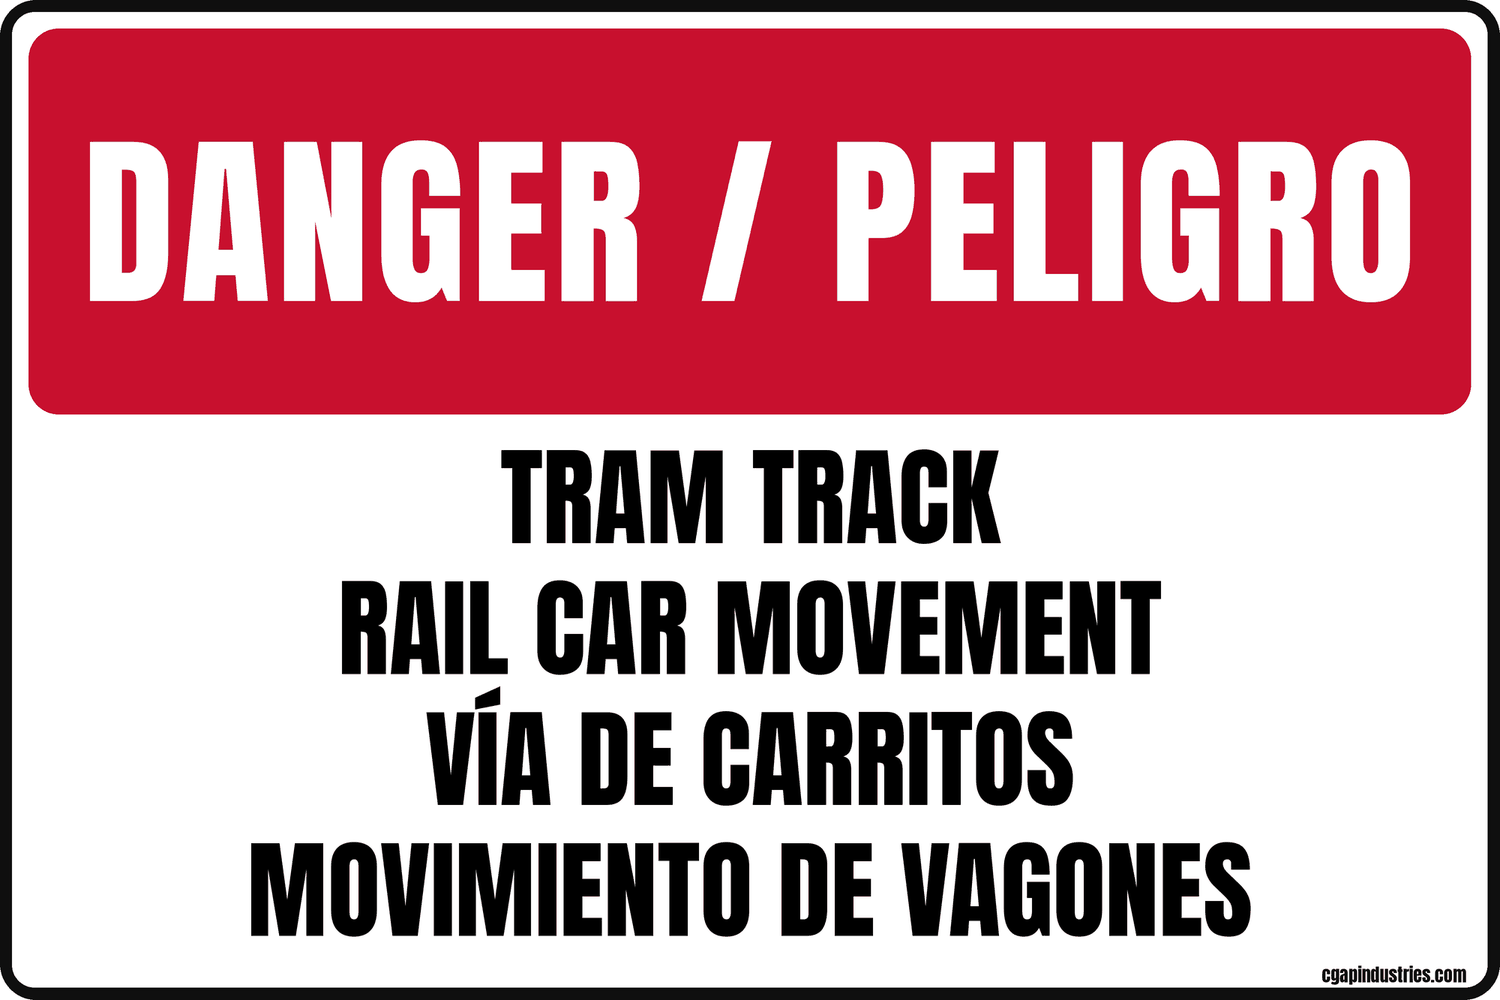 DANGER / PELIGRO
TRAM TRACK
RAIL CAR MOVEMENT
VÍA DE CARRITOS
MOVIMIENTO DE VAGONES
cgapindustries.com